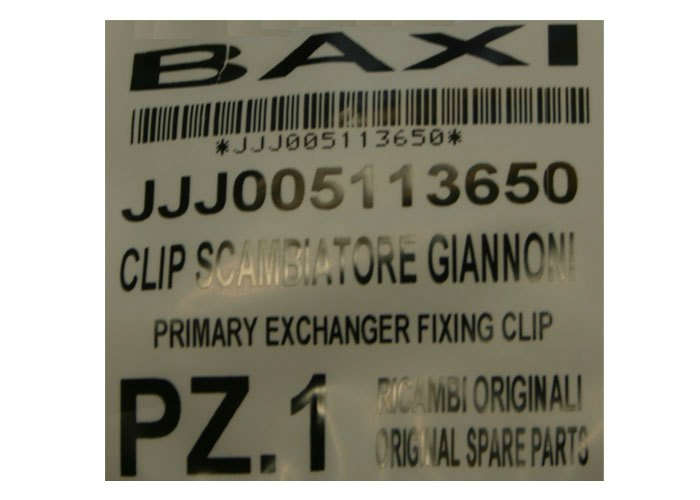 BAXI
*JJJ005113650*
JJJ005113650
CLIP SCAMBIATORE GIANNONI
PRIMARY EXCHANGER FIXING CLIP
PZ.1
RICAMBI ORIGINALI
ORIGINAL SPARE PARTS